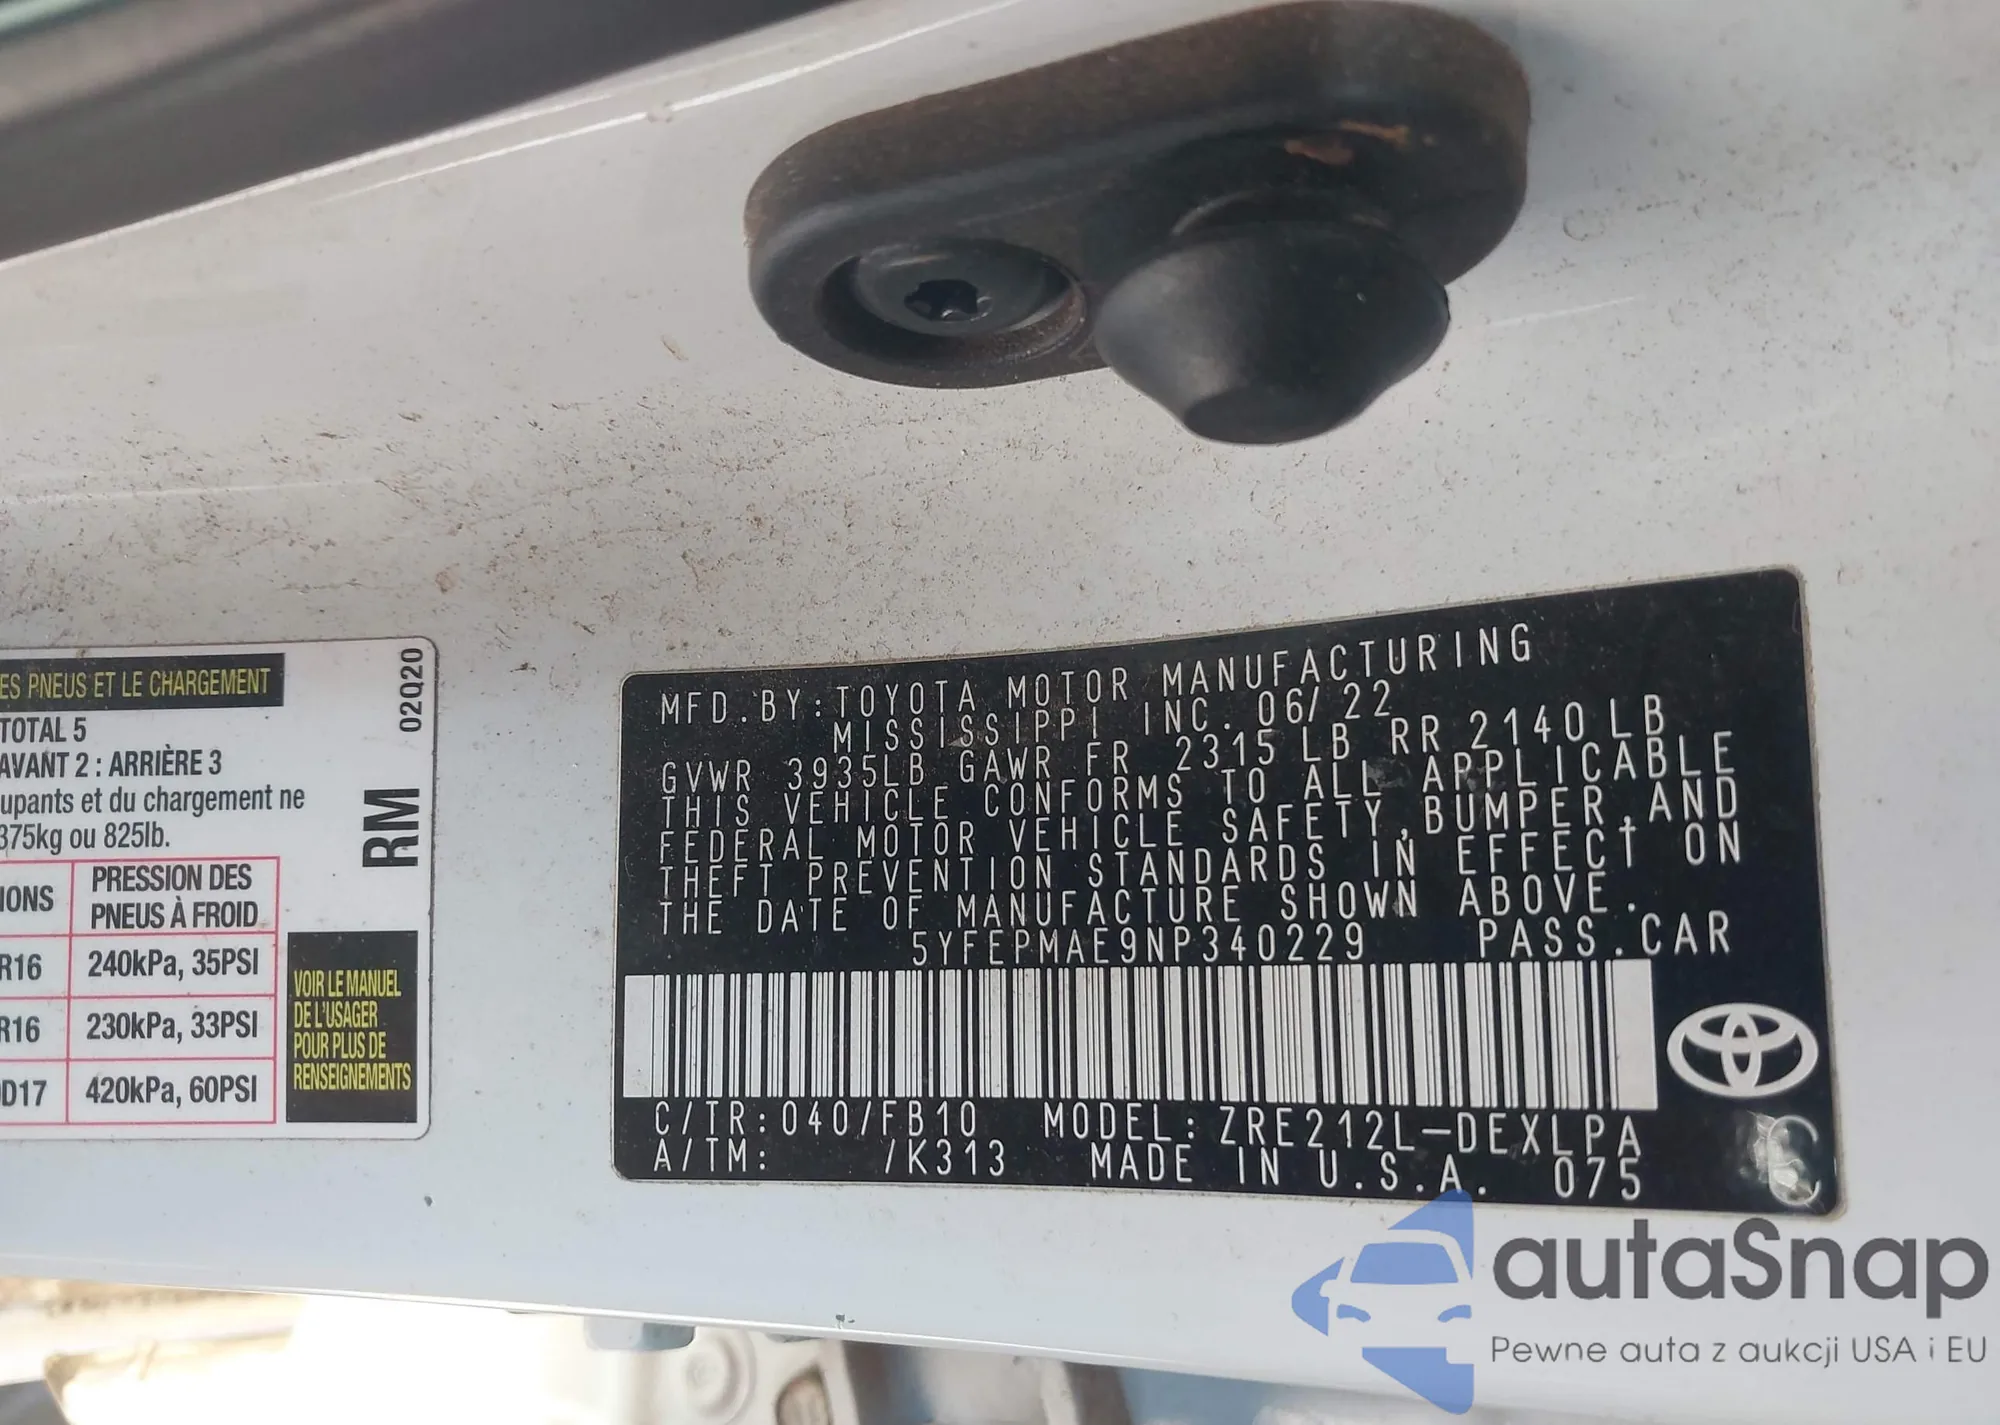 ES PNEUS ET LE CHARGEMENT
TOTAL 5
AVANT 2 : ARRIÈRE 3
upants et du chargement ne
375kg ou 825lb.
IONS
PRESSION DES
PNEUS À FROID
R16
240kPa, 35PSI
R16
230kPa, 33PSI
D17
420kPa, 60PSI
02Q20
RM
VOIR LE MANUEL
DE L'USAGER
POUR PLUS DE
RENSEIGNEMENTS
MFD.BY:TOYOTA MOTOR MANUFACTURING
MISSISSIPPI INC. 06/22
GVWR 3935LB GAWR FR 2315LB RR 2140LB
THIS VEHICLE CONFORMS TO ALL APPLICABLE
FEDERAL MOTOR VEHICLE SAFETY,BUMPER,AND
THEFT PREVENTION STANDARDS IN EFFECT ON
THE DATE OF MANUFACTURE SHOWN ABOVE.
5YFEPMAE9NP340229 PASS.CAR
C/TR:040/FB10 MODEL:ZRE212L-DEXLPA
A/TM: /K313 MADE IN U.S.A. 075
autaSnap
Pewne auta z aukcji USA i EU